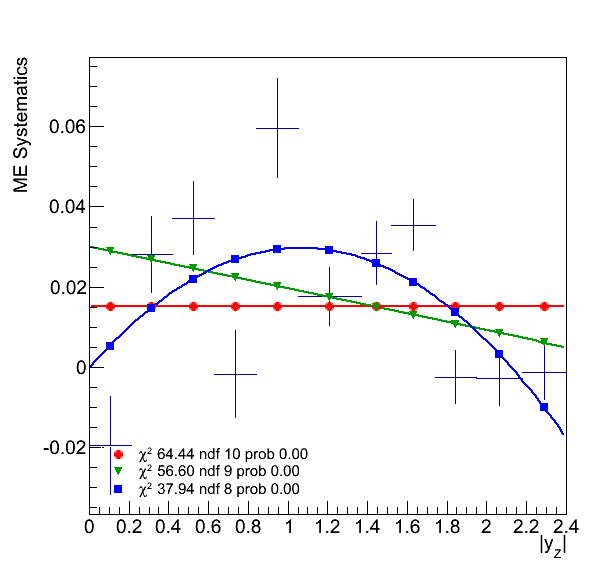 ME Systematics
0.06
0.04
0.02
0
-0.02
χ² 64.44 ndf 10 prob 0.00
χ² 56.60 ndf 9 prob 0.00
χ² 37.94 ndf 8 prob 0.00
0 0.2 0.4 0.6 0.8 1 1.2 1.4 1.6 1.8 2 2.2 2.4
|y_Z|